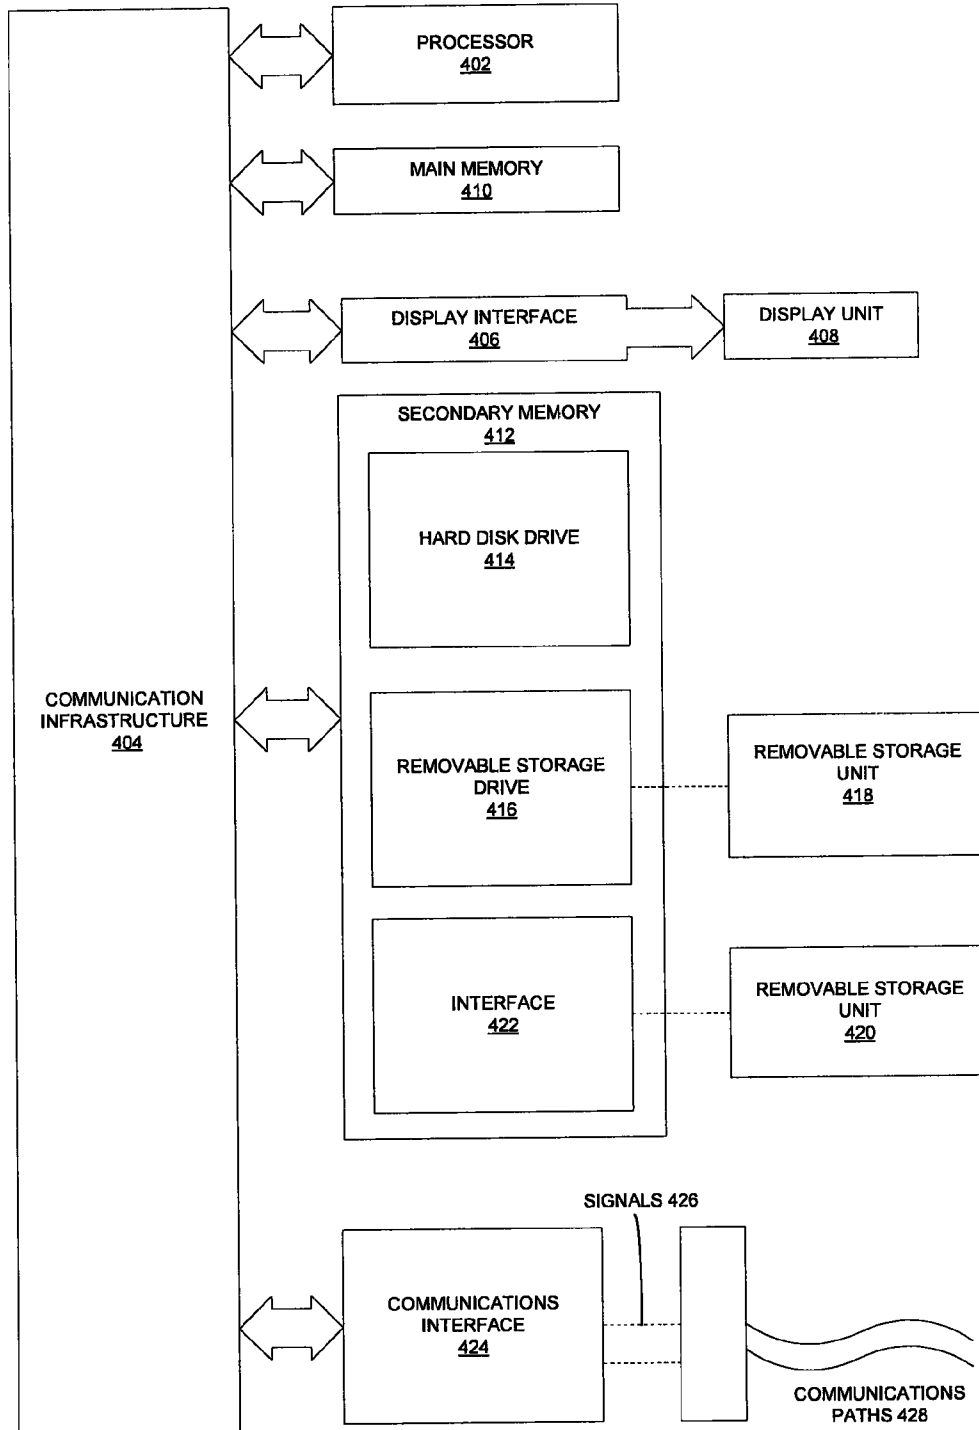 PROCESSOR
402
MAIN MEMORY
410
DISPLAY INTERFACE
406
DISPLAY UNIT
408
SECONDARY MEMORY
412
HARD DISK DRIVE
414
COMMUNICATION
INFRASTRUCTURE
404
REMOVABLE STORAGE
DRIVE
416
REMOVABLE STORAGE
UNIT
418
INTERFACE
422
REMOVABLE STORAGE
UNIT
420
SIGNALS 426
COMMUNICATIONS
INTERFACE
424
COMMUNICATIONS
PATHS 428